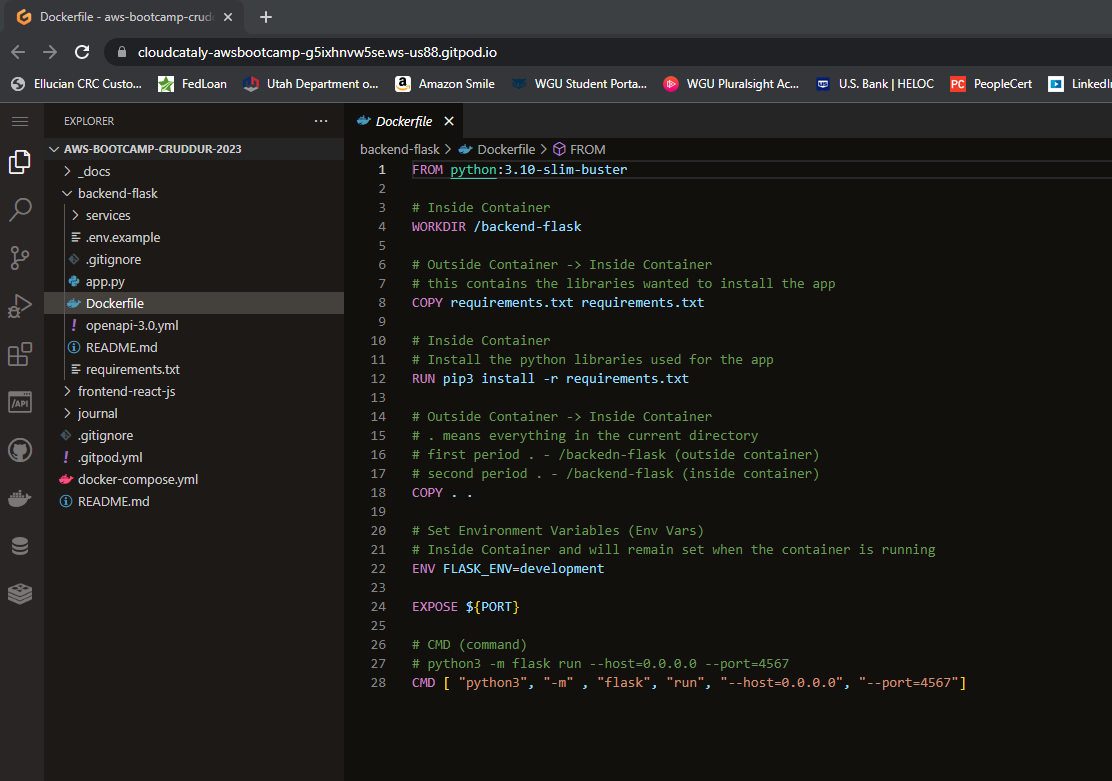 Dockerfile - aws-bootcamp-crudd
cloudcataly-awsbootcamp-g5ixhnvw5se.ws-us88.gitpod.io
Ellucian CRC Custo... FedLoan Utah Department o... Amazon Smile WGU Student Porta... WGU Pluralsight Ac... U.S. Bank | HELOC PeopleCert LinkedIn
EXPLORER
AWS-BOOTCAMP-CRUDDUR-2023
_docs
backend-flask
services
.env.example
.gitignore
app.py
Dockerfile
openapi-3.0.yml
README.md
requirements.txt
frontend-react-js
journal
.gitignore
.gitpod.yml
docker-compose.yml
README.md
/API
PC
Dockerfile
backend-flask > Dockerfile > FROM
1 FROM python:3.10-slim-buster
2
3 # Inside Container
4 WORKDIR /backend-flask
5
6 # Outside Container -> Inside Container
7 # this contains the libraries wanted to install the app
8 COPY requirements.txt requirements.txt
9
10 # Inside Container
11 # Install the python libraries used for the app
12 RUN pip3 install -r requirements.txt
13
14 # Outside Container -> Inside Container
15 # . means everything in the current directory
16 # first period . - /backedn-flask (outside container)
17 # second period . - /backend-flask (inside container)
18 COPY . .
19
20 # Set Environment Variables (Env Vars)
21 # Inside Container and will remain set when the container is running
22 ENV FLASK_ENV=development
23
24 EXPOSE ${PORT}
25
26 # CMD (command)
27 # python3 -m flask run --host=0.0.0.0 --port=4567
28 CMD [ "python3", "-m" , "flask", "run", "--host=0.0.0.0", "--port=4567"]